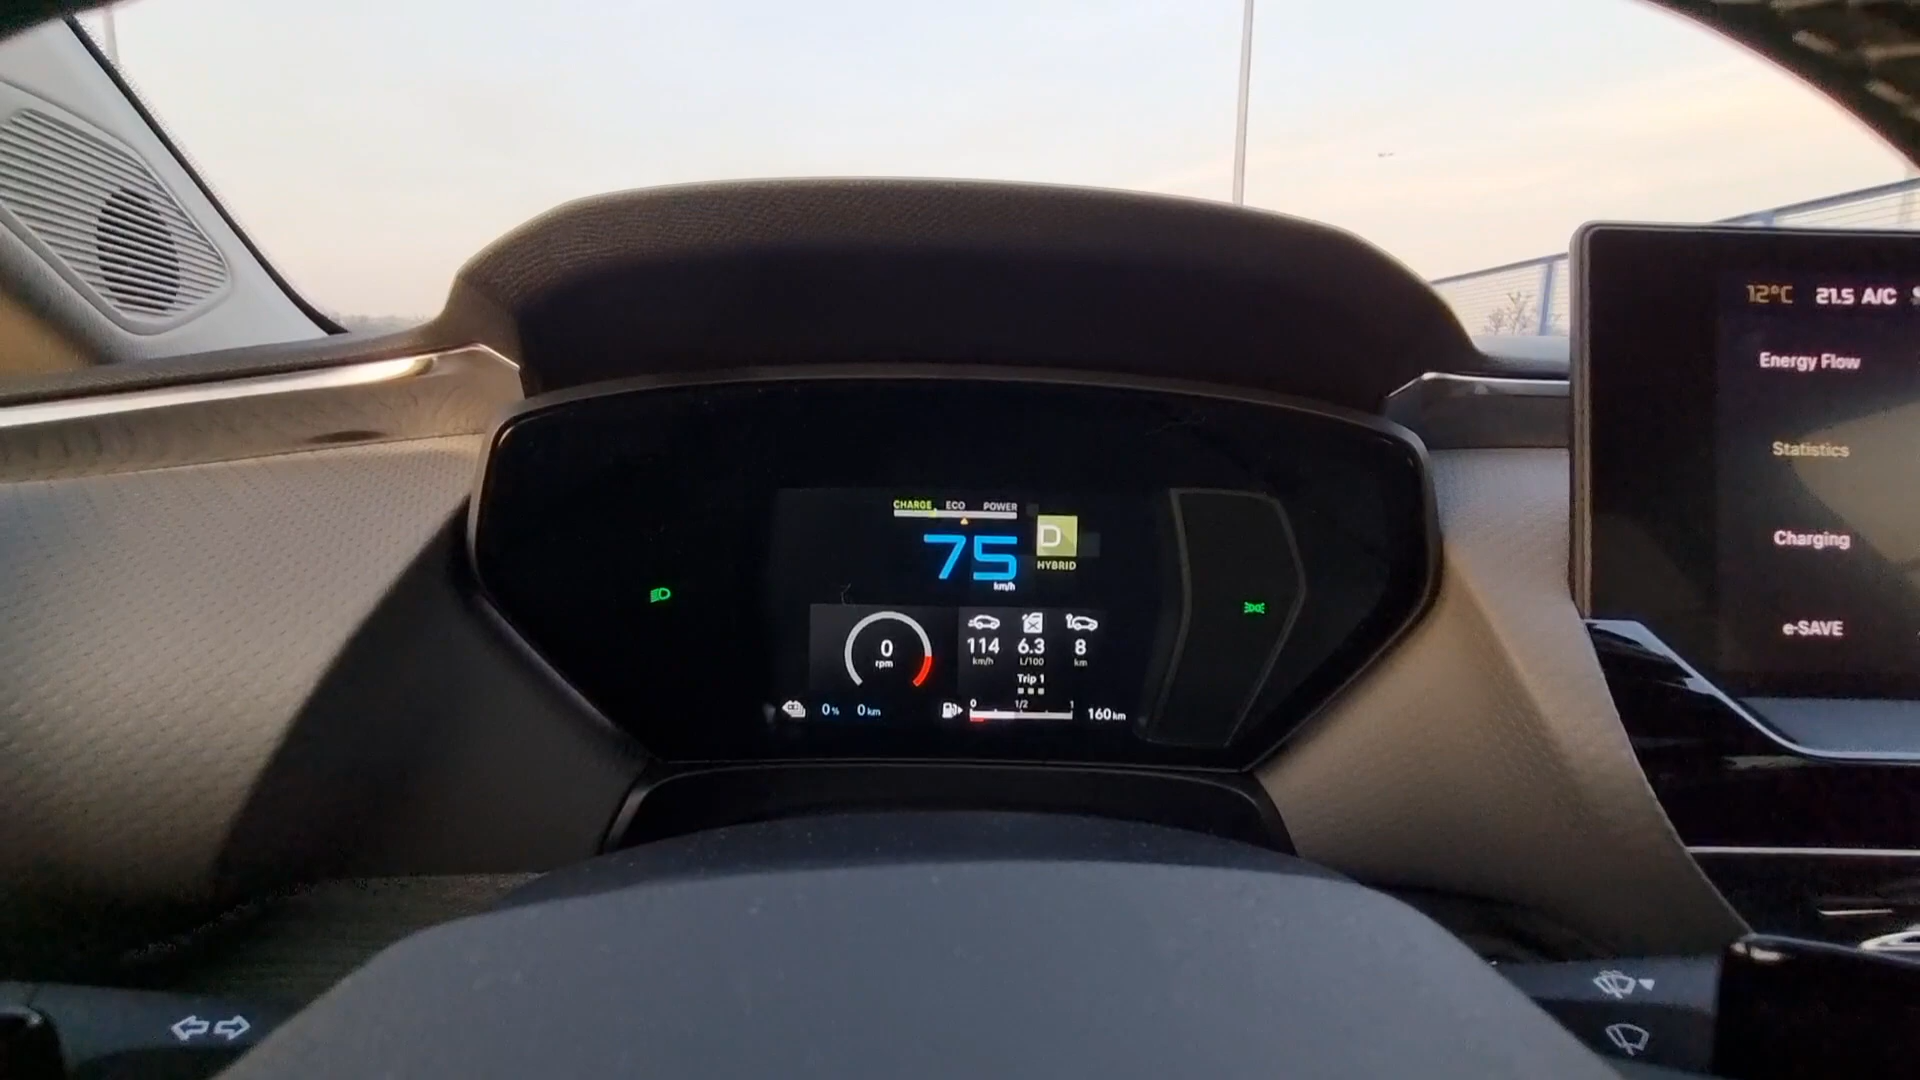 CHARGE ECO POWER
75
km/h
D
HYBRID
0
rpm
114 6.3 8
km/h L/100 km
Trip 1
0 % 0 km
0 1/2 1
160 km
12°C 21.5 A/C
Energy Flow
Statistics
Charging
e-SAVE